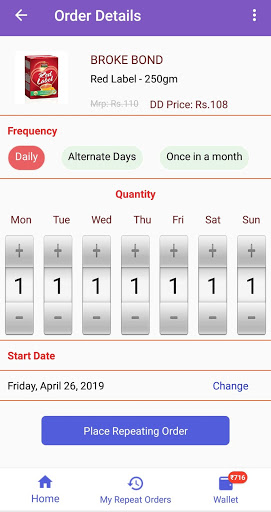 Order Details
BROKE BOND
Red Label - 250gm
Mrp: Rs.110 DD Price: Rs.108
Red
Label
Frequency
Daily Alternate Days Once in a month
Quantity
Mon Tue Wed Thu Fri Sat Sun
+ + + + + + +
1 1 1 1 1 1 1
− − − − − − −
Start Date
Friday, April 26, 2019 Change
Place Repeating Order
₹716
Home My Repeat Orders Wallet